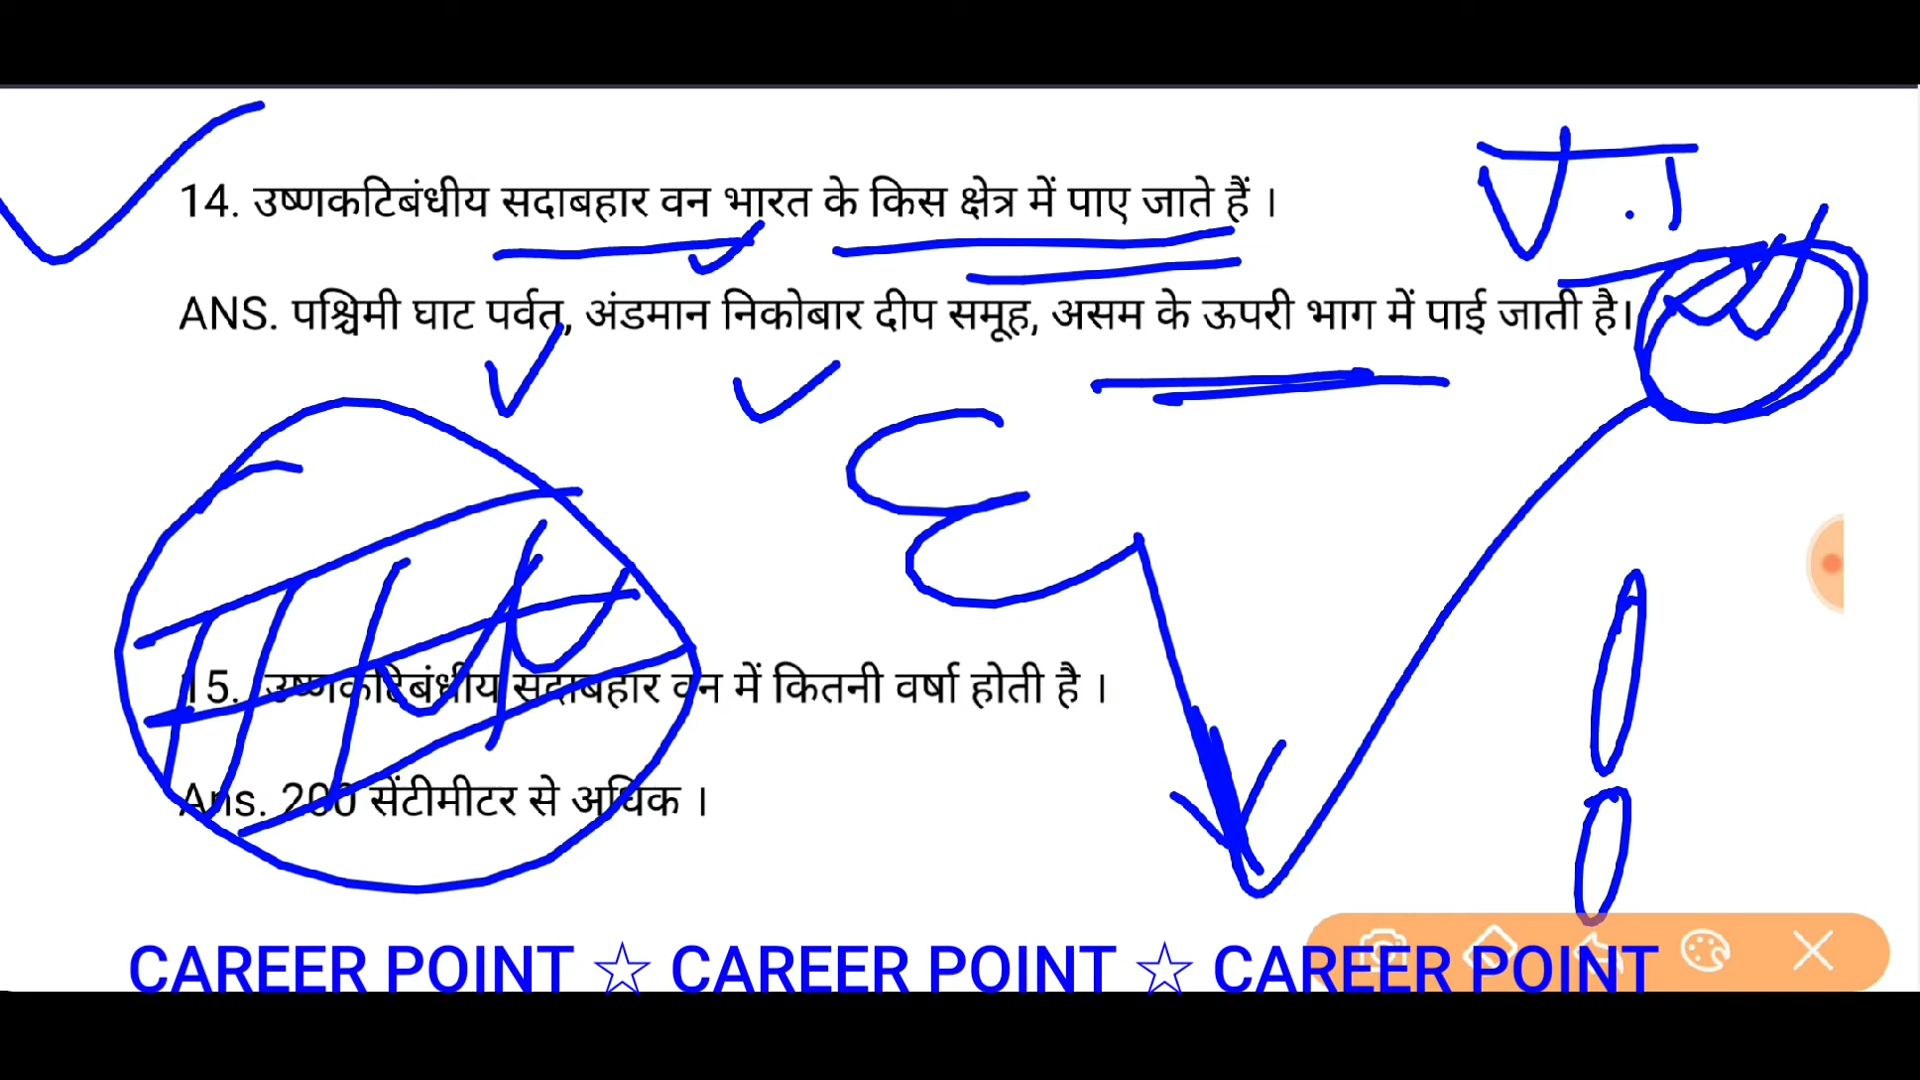 V.I
14. उष्णकटिबंधीय सदाबहार वन भारत के किस क्षेत्र में पाए जाते हैं ।
ANS. पश्चिमी घाट पर्वत, अंडमान निकोबार दीप समूह, असम के ऊपरी भाग में पाई जाती है।
15. उष्णकटिबंधीय सदाबहार वन में कितनी वर्षा होती है ।
Ans. 200 सेंटीमीटर से अधिक ।
CAREER POINT ☆ CAREER POINT ☆ CAREER POINT